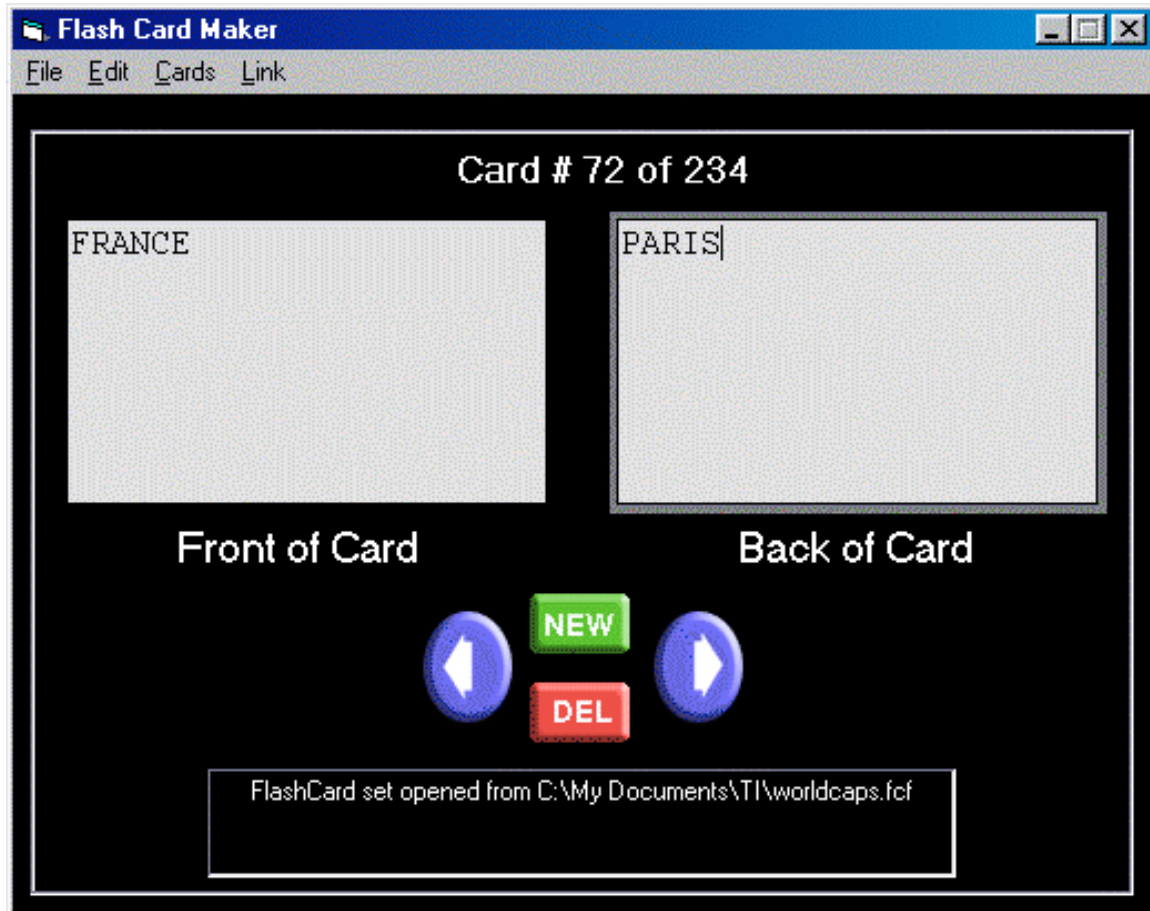 Flash Card Maker
File Edit Cards Link
Card # 72 of 234
FRANCE
PARIS
Front of Card
Back of Card
NEW
DEL
FlashCard set opened from C:\My Documents\TI\worldcaps.fcf